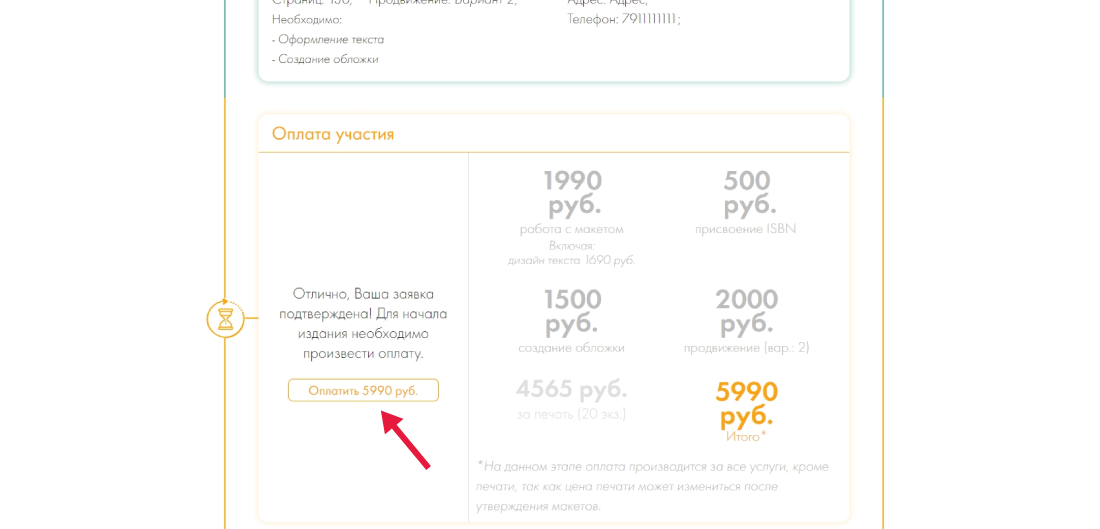 Страниц: 150; Продвижение: Вариант 2; Адрес: Адрес;
Необходимо: Телефон: 79111111111;
- Оформление текста
- Создание обложки
Оплата участия
1990 руб.
работа с макетом
Включая:
дизайн текста 1690 руб.
500 руб.
присвоение ISBN
Отлично, Ваша заявка
подтверждена! Для начала
издания необходимо
произвести оплату.
Оплатить 5990 руб.
1500 руб.
создание обложки
2000 руб.
продвижение (вар.: 2)
4565 руб.
за печать (20 экз.)
5990 руб.
Итого*
*На данном этапе оплата производится за все услуги, кроме
печати, так как цена печати может измениться после
утверждения макетов.